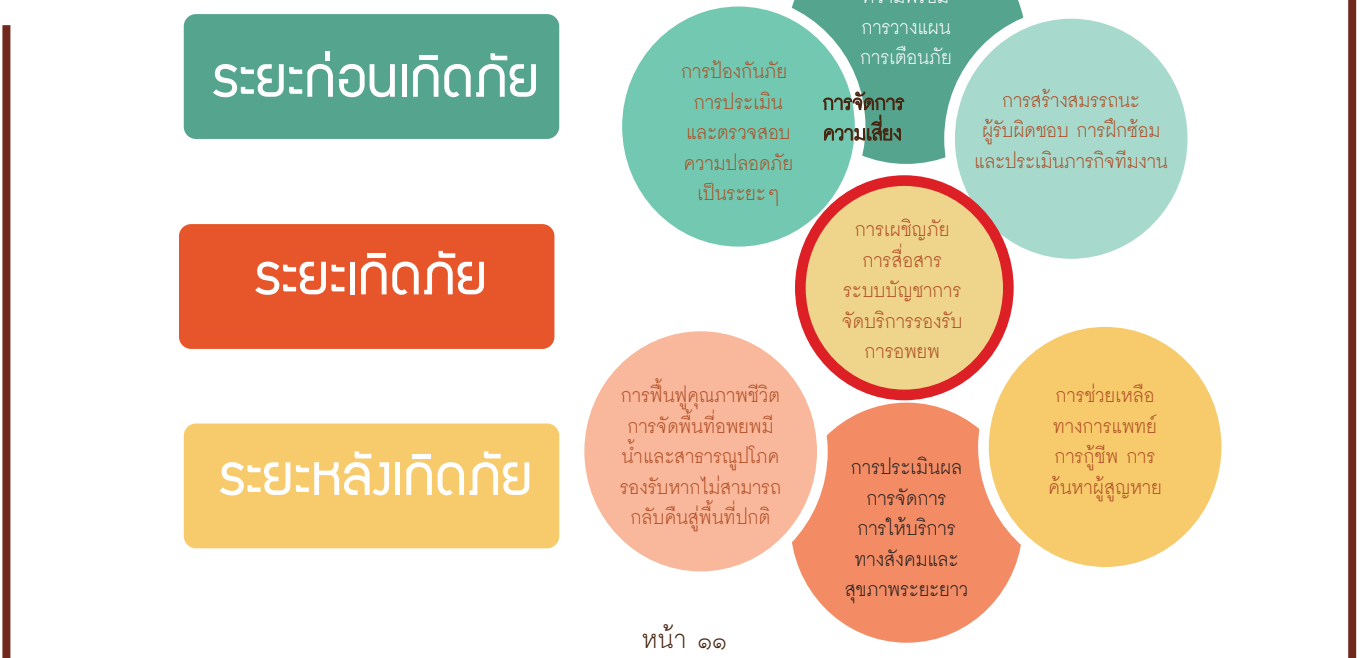 ระยะก่อนเกิดภัย
การวางแผน
การเตือนภัย
การป้องกันภัย
การประเมิน
และตรวจสอบ
ความปลอดภัย
เป็นระยะๆ
การจัดการ
ความเสี่ยง
การสร้างสมรรถนะ
ผู้รับผิดชอบ การฝึกซ้อม
และประเมินภารกิจทีมงาน
ระยะเกิดภัย
การเผชิญภัย
การสื่อสาร
ระบบบัญชาการ
จัดบริการรองรับ
การอพยพ
ระยะหลังเกิดภัย
การฟื้นฟูคุณภาพชีวิต
การจัดพื้นที่อพยพมี
น้ำและสาธารณูปโภค
รองรับหากไม่สามารถ
กลับคืนสู่พื้นที่ปกติ
การประเมินผล
การจัดการ
การให้บริการ
ทางสังคมและ
สุขภาพระยะยาว
การช่วยเหลือ
ทางการแพทย์
การกู้ชีพ การ
ค้นหาผู้สูญหาย
หน้า ๑๑